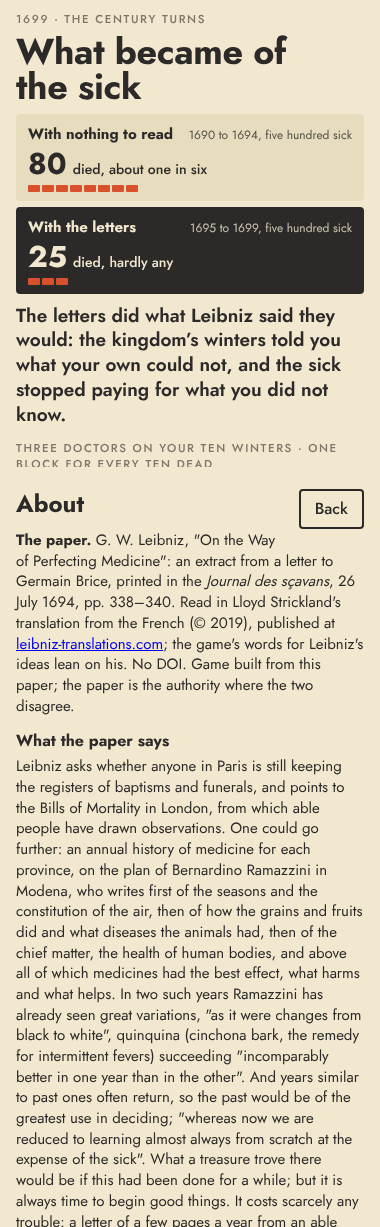 1699 · THE CENTURY TURNS
What became of
the sick
With nothing to read 1690 to 1694, five hundred sick
80 died, about one in six
With the letters 1695 to 1699, five hundred sick
25 died, hardly any
The letters did what Leibniz said they
would: the kingdom’s winters told you
what your own could not, and the sick
stopped paying for what you did not
know.
THREE DOCTORS ON YOUR TEN WINTERS · ONE
BLOCK FOR EVERY TEN DEAD
About
Back
The paper. G. W. Leibniz, "On the Way
of Perfecting Medicine": an extract from a letter to
Germain Brice, printed in the Journal des sçavans, 26
July 1694, pp. 338–340. Read in Lloyd Strickland's
translation from the French (© 2019), published at
leibniz-translations.com; the game's words for Leibniz's
ideas lean on his. No DOI. Game built from this
paper; the paper is the authority where the two
disagree.
What the paper says
Leibniz asks whether anyone in Paris is still keeping
the registers of baptisms and funerals, and points to
the Bills of Mortality in London, from which able
people have drawn observations. One could go
further: an annual history of medicine for each
province, on the plan of Bernardino Ramazzini in
Modena, who writes first of the seasons and the
constitution of the air, then of how the grains and fruits
did and what diseases the animals had, then of the
chief matter, the health of human bodies, and above
all of which medicines had the best effect, what harms
and what helps. In two such years Ramazzini has
already seen great variations, "as it were changes from
black to white", quinquina (cinchona bark, the remedy
for intermittent fevers) succeeding "incomparably
better in one year than in the other". And years similar
to past ones often return, so the past would be of the
greatest use in deciding; "whereas now we are
reduced to learning almost always from scratch at the
expense of the sick". What a treasure trove there
would be if this had been done for a while; but it is
always time to begin good things. It costs scarcely any
trouble: a letter of a few pages a year from an able